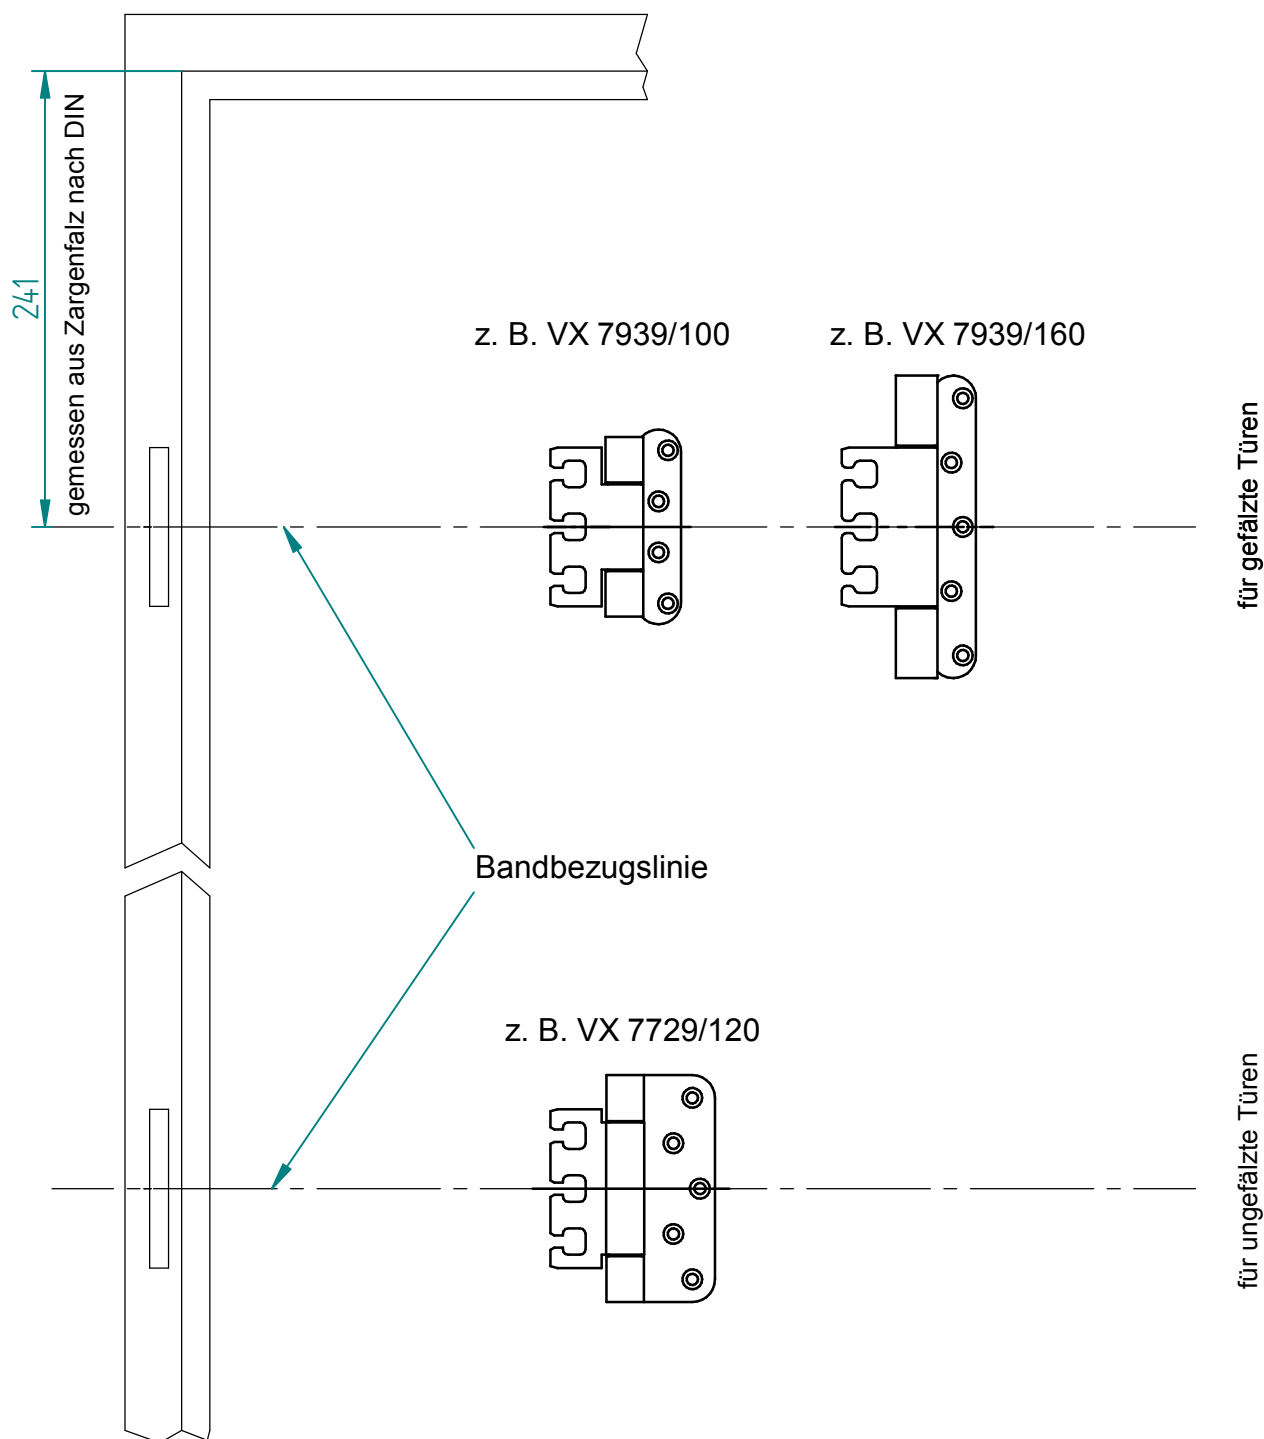 241
gemessen aus Zargenfalz nach DIN
z. B. VX 7939/100
z. B. VX 7939/160
für gefälzte Türen
Bandbezugslinie
z. B. VX 7729/120
für ungefälzte Türen